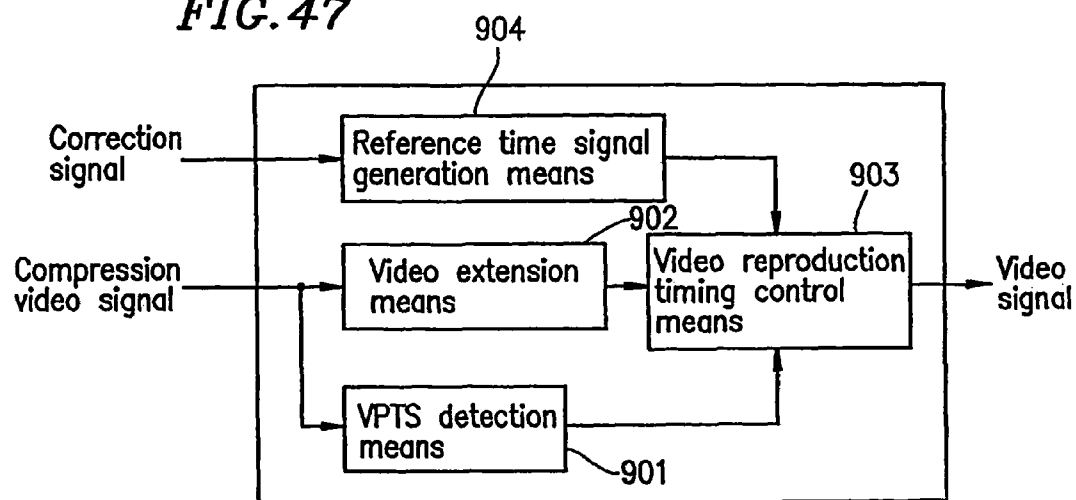 FIG.47
904
Correction
signal
Reference time signal
generation means
903
902
Compression
video signal
Video extension
means
Video reproduction
timing control
means
Video
signal
VPTS detection
means
901